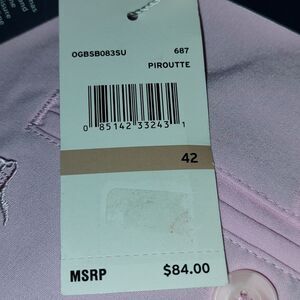 OGBSB083SU 687
PIROUTTE
0 85142 33243 1
42
MSRP $84.00